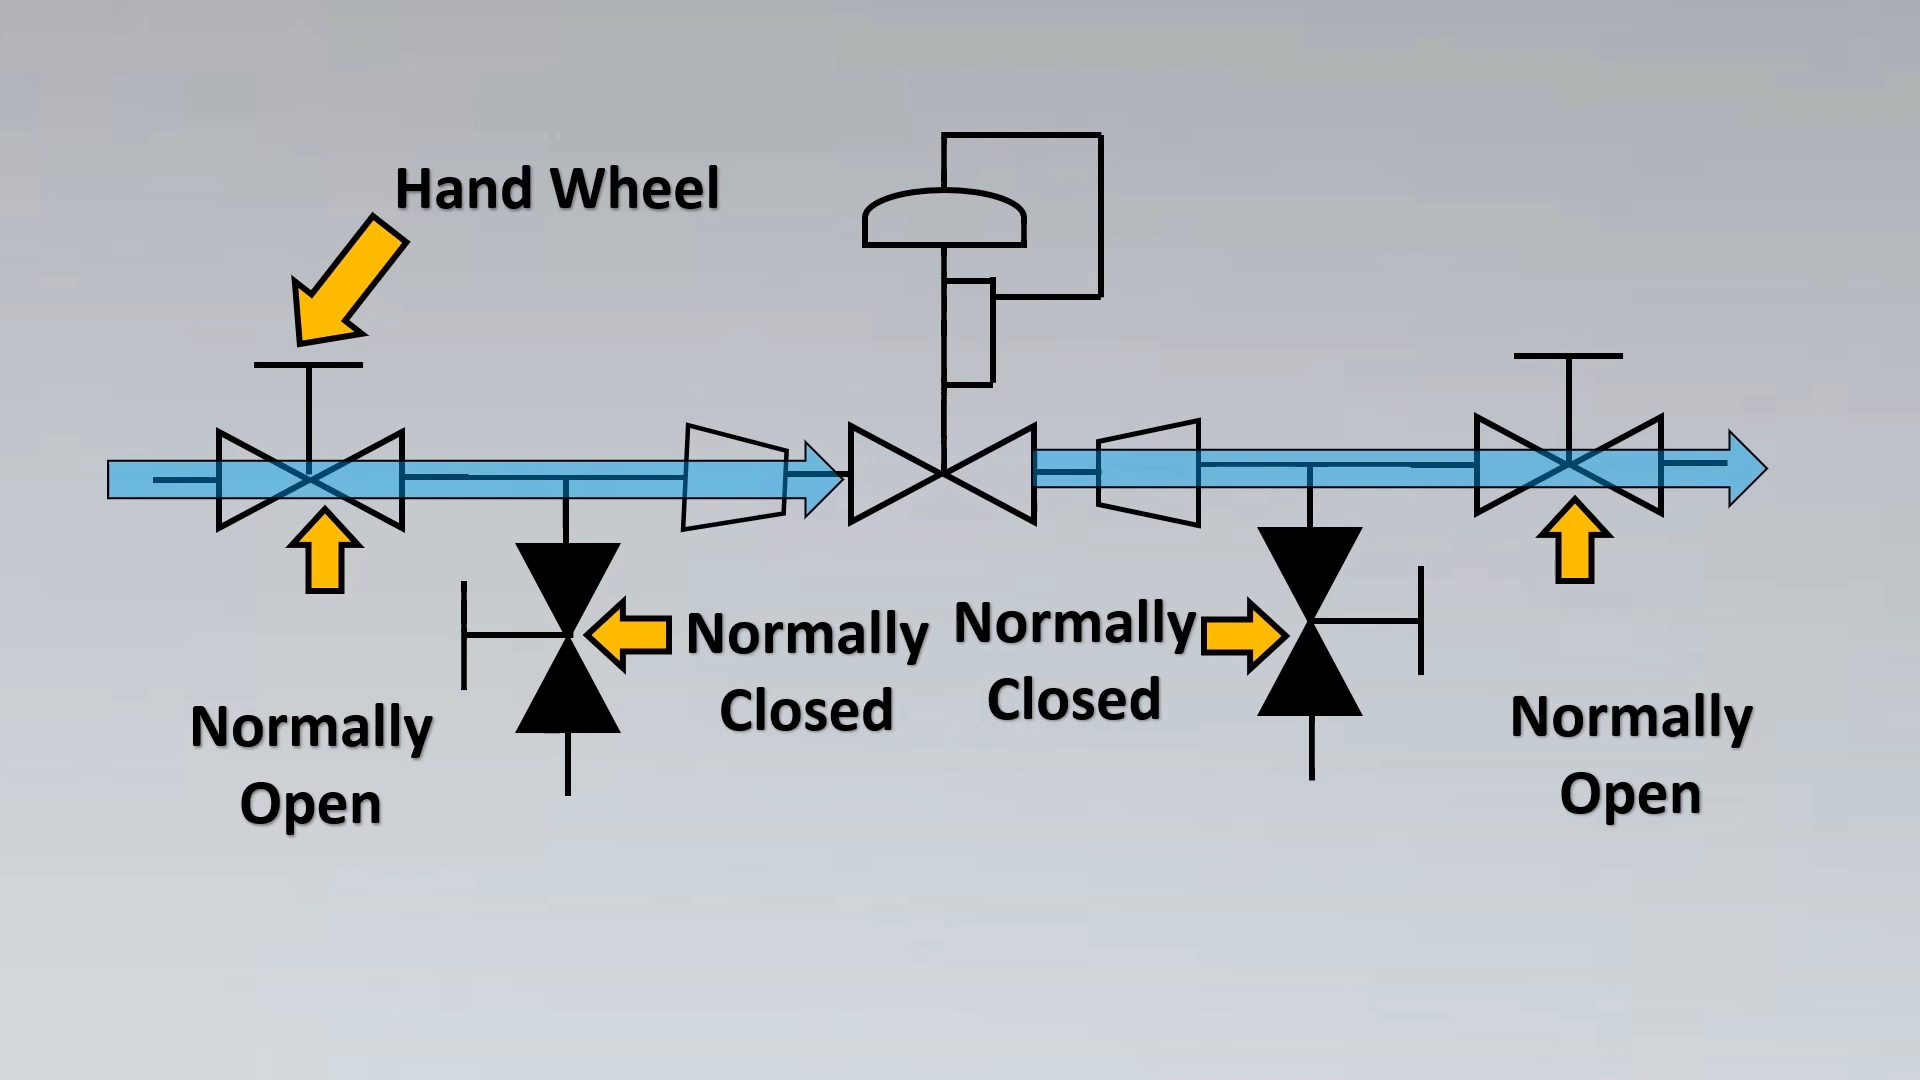 Hand Wheel
Normally
Open
Normally
Closed
Normally
Closed
Normally
Open